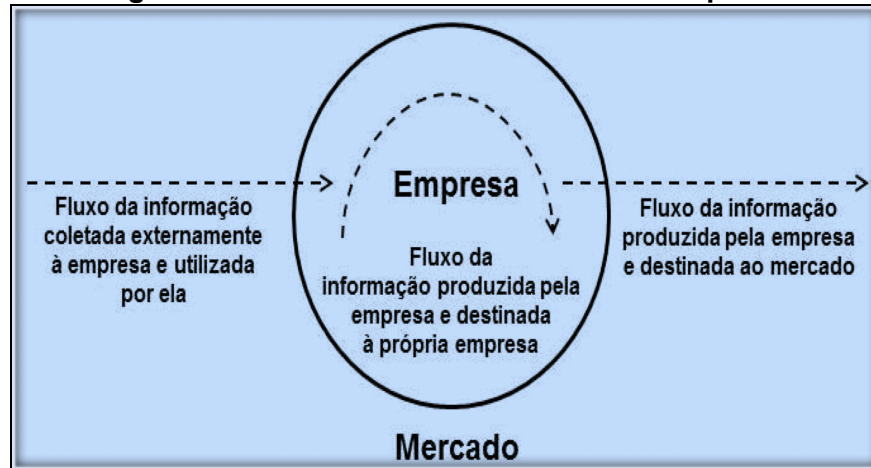 Empresa
Fluxo da informação
coletada externamente
à empresa e utilizada
por ela
Fluxo da
informação produzida pela
empresa e destinada
à própria empresa
Fluxo da informação
produzida pela empresa
e destinada ao mercado
Mercado